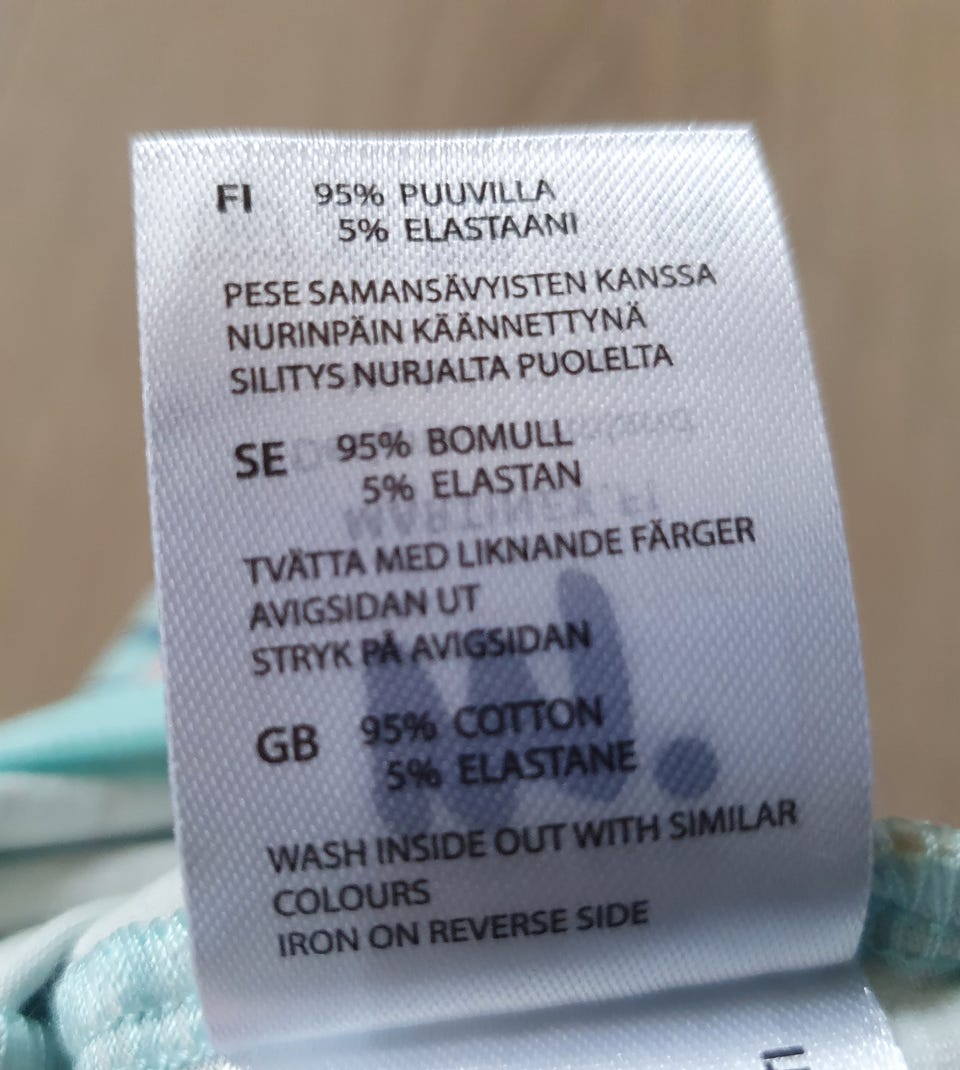 FI 95% PUUVILLA
5% ELASTAANI
PESE SAMANSÄVYISTEN KANSSA
NURINPÄIN KÄÄNNETTYNÄ
SILITYS NURJALTA PUOLELTA
SE 95% BOMULL
5% ELASTAN
TVÄTTA MED LIKNANDE FÄRGER
AVIGSIDAN UT
STRYK PÅ AVIGSIDAN
GB 95% COTTON
5% ELASTANE
WASH INSIDE OUT WITH SIMILAR
COLOURS
IRON ON REVERSE SIDE